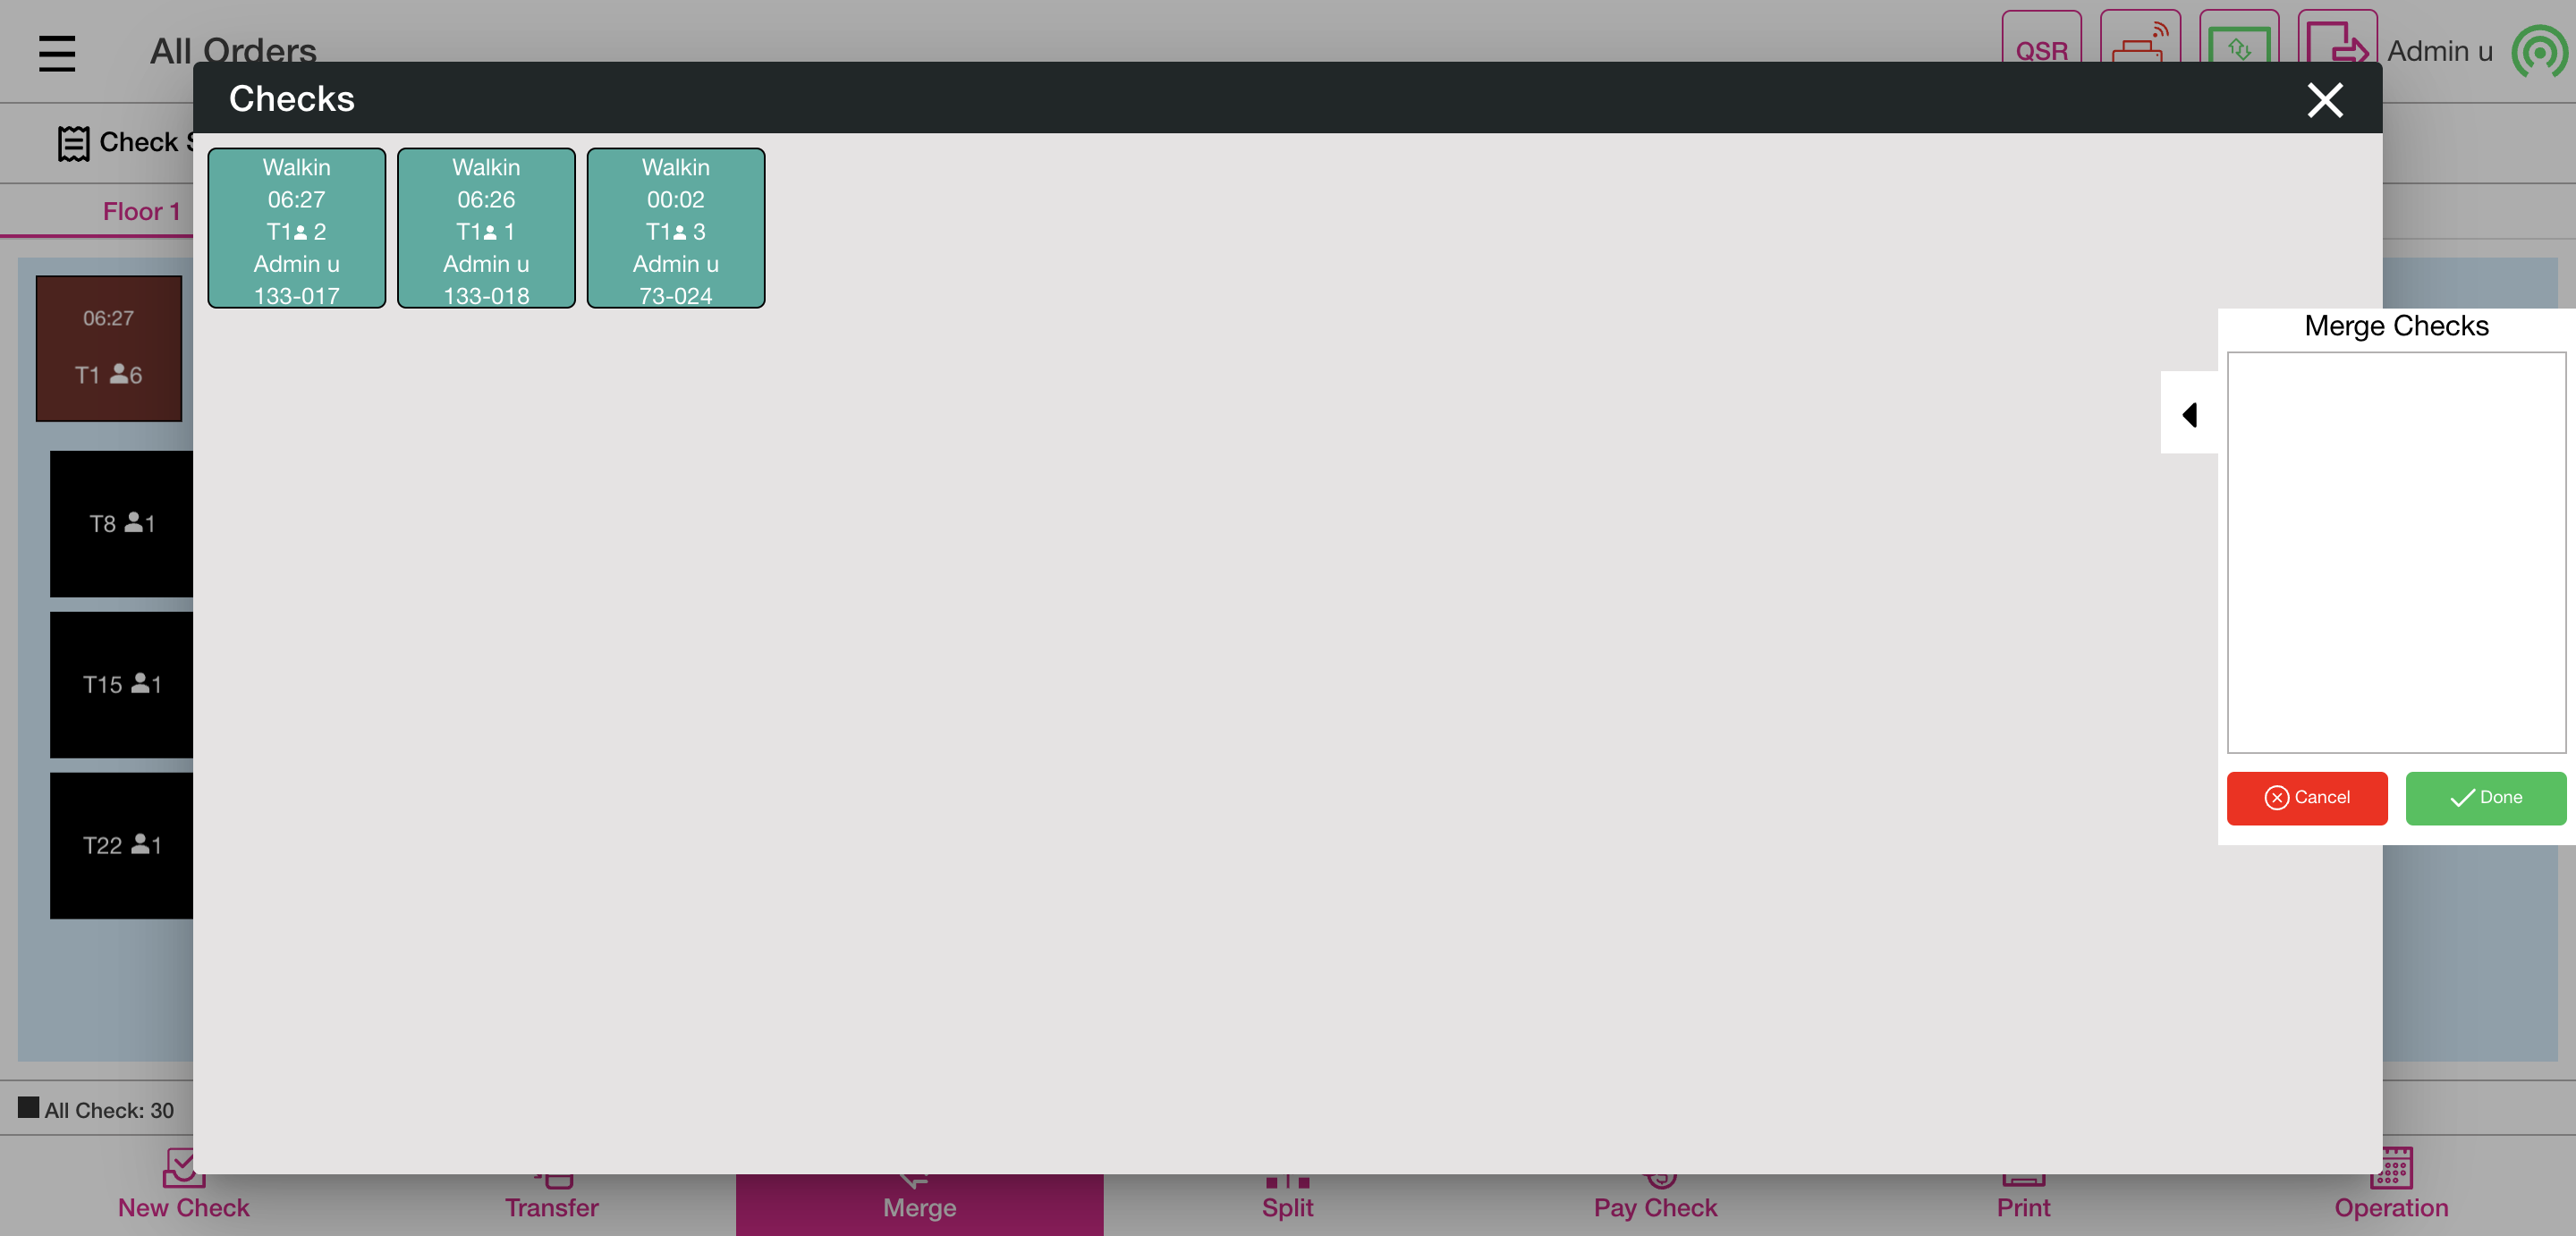 All Orders
QSR
Admin u
Checks
Check S
Floor 1
Walkin
06:27
T1 2
Admin u
133-017
Walkin
06:26
T1 1
Admin u
133-018
Walkin
00:02
T1 3
Admin u
73-024
06:27
T1 6
T8 1
T15 1
T22 1
Merge Checks
Cancel
Done
All Check: 30
New Check
Transfer
Merge
Split
Pay Check
Print
Operation